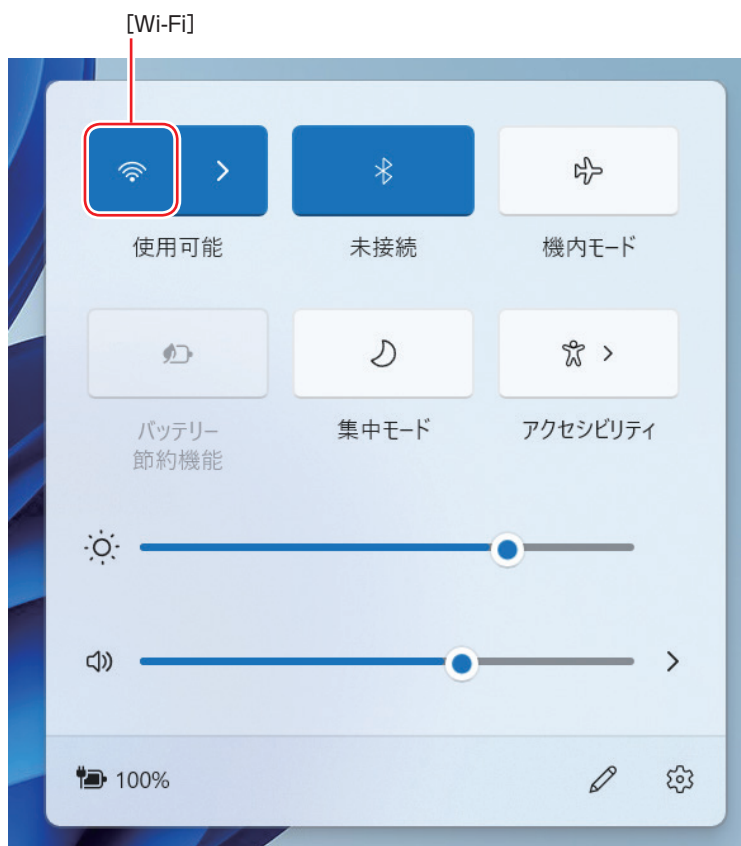 [Wi-Fi]
使用可能
未接続
機内モード
バッテリー
節約機能
集中モード
アクセシビリティ
100%